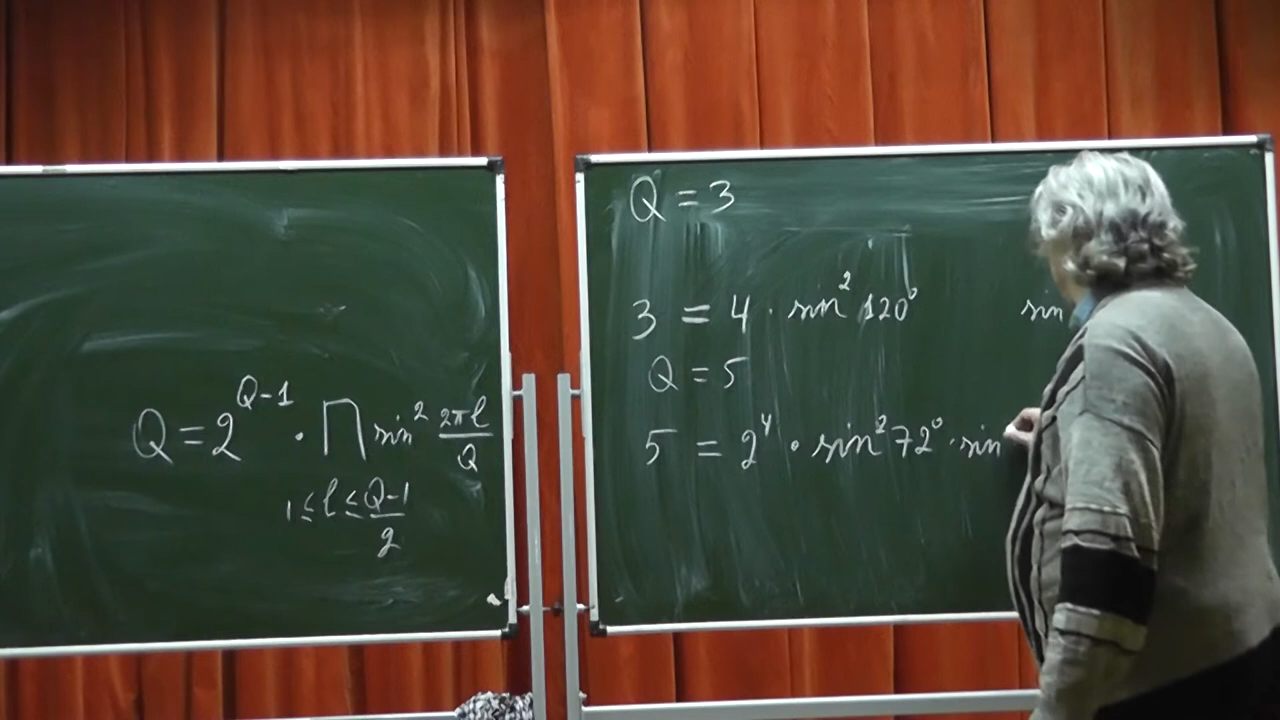 Q = 2^{Q-1} · ∏ sin² 2πl/Q
1 ≤ l ≤ Q-1/2
Q = 3
3 = 4 · sin² 120° sin
Q = 5
5 = 2⁴ · sin² 72° · sin